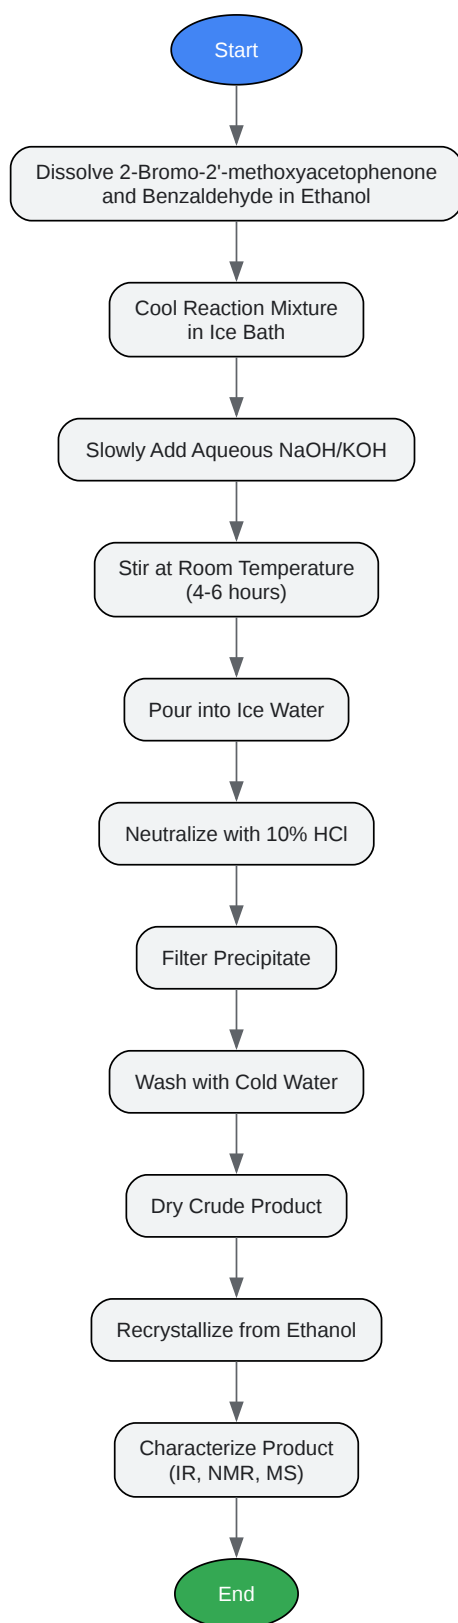 Start
Dissolve 2-Bromo-2'-methoxyacetophenone
and Benzaldehyde in Ethanol
Cool Reaction Mixture
in Ice Bath
Slowly Add Aqueous NaOH/KOH
Stir at Room Temperature
(4-6 hours)
Pour into Ice Water
Neutralize with 10% HCl
Filter Precipitate
Wash with Cold Water
Dry Crude Product
Recrystallize from Ethanol
Characterize Product
(IR, NMR, MS)
End